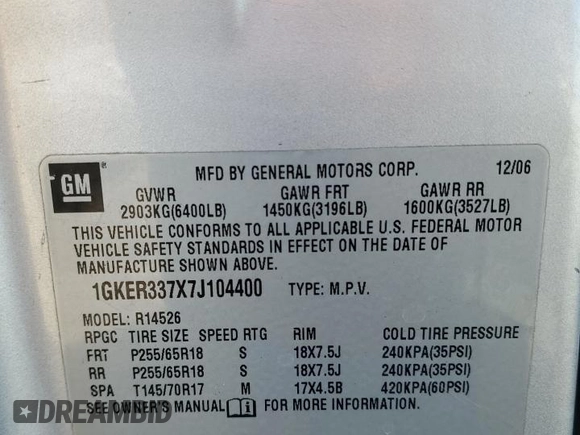 GM ® MFD BY GENERAL MOTORS CORP. 12/06
GVWR GAWR FRT GAWR RR
2903KG(6400LB) 1450KG(3196LB) 1600KG(3527LB)
THIS VEHICLE CONFORMS TO ALL APPLICABLE U.S. FEDERAL MOTOR
VEHICLE SAFETY STANDARDS IN EFFECT ON THE DATE OF
MANUFACTURE SHOWN ABOVE.
1GKER337X7J104400 TYPE: M.P.V.
MODEL: R14526
RPGC TIRE SIZE SPEED RTG RIM COLD TIRE PRESSURE
FRT P255/65R18 S 18X7.5J 240KPA(35PSI)
RR P255/65R18 S 18X7.5J 240KPA(35PSI)
SPA T145/70R17 M 17X4.5B 420KPA(60PSI)
SEE OWNER'S MANUAL i FOR MORE INFORMATION.
DREAMBID